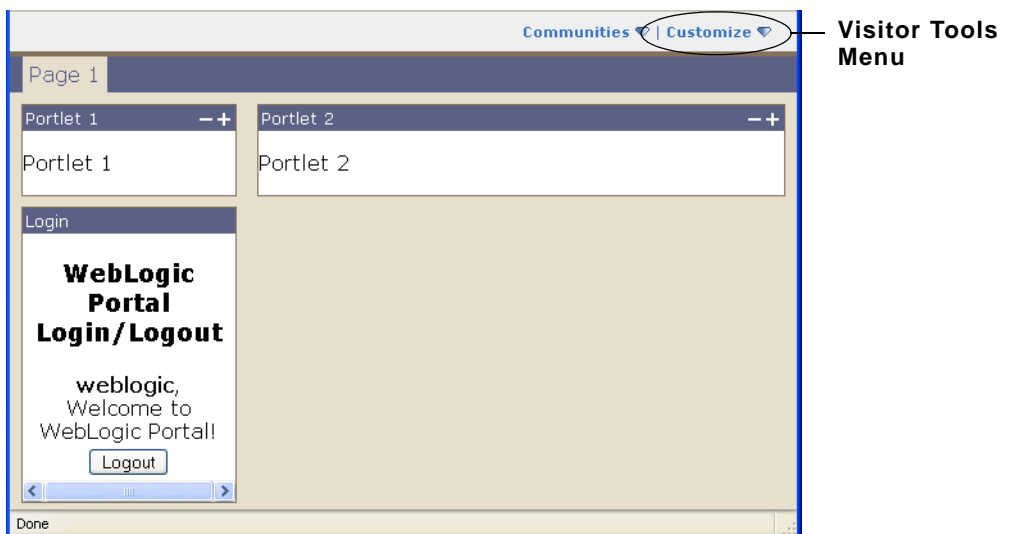 Communities | Customize
Visitor Tools
Menu
Page 1
Portlet 1
Portlet 2
Portlet 1
Portlet 2
Login
WebLogic
Portal
Login/Logout
weblogic,
Welcome to
WebLogic Portal!
Logout
Done